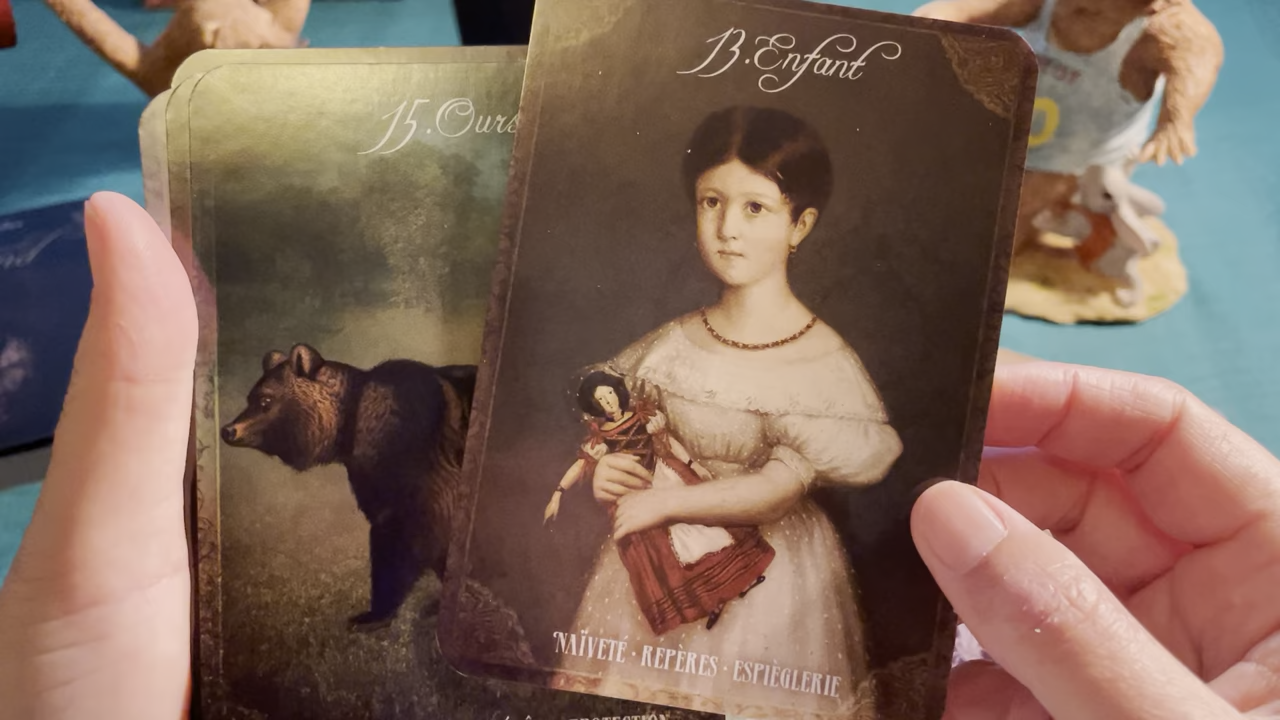 13.Enfant
15.Ours
NAÏVETÉ · REPÈRES · ESPIÈGLERIE
PROTECTION